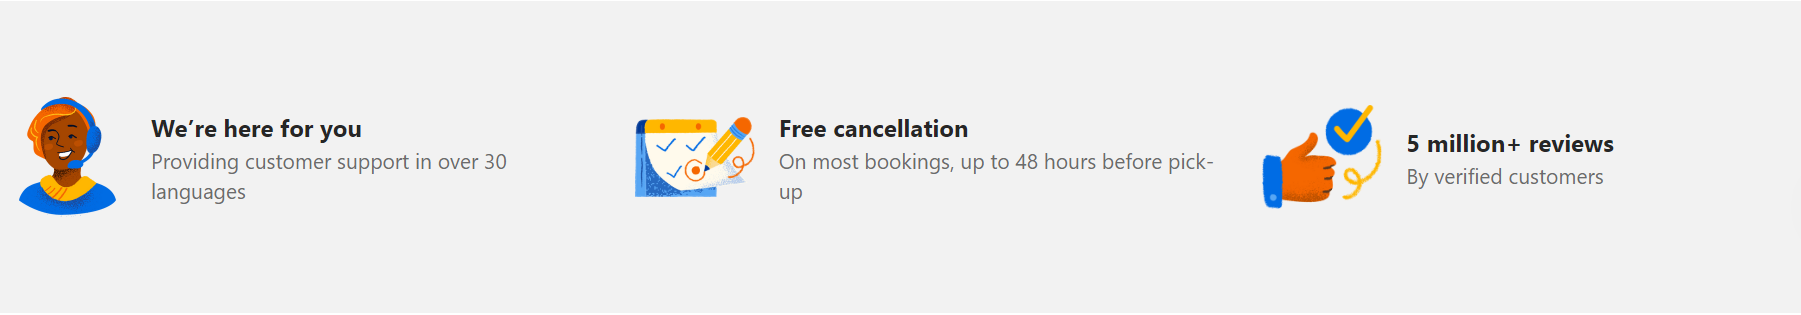 We’re here for you
Providing customer support in over 30
languages
Free cancellation
On most bookings, up to 48 hours before pick-
up
5 million+ reviews
By verified customers